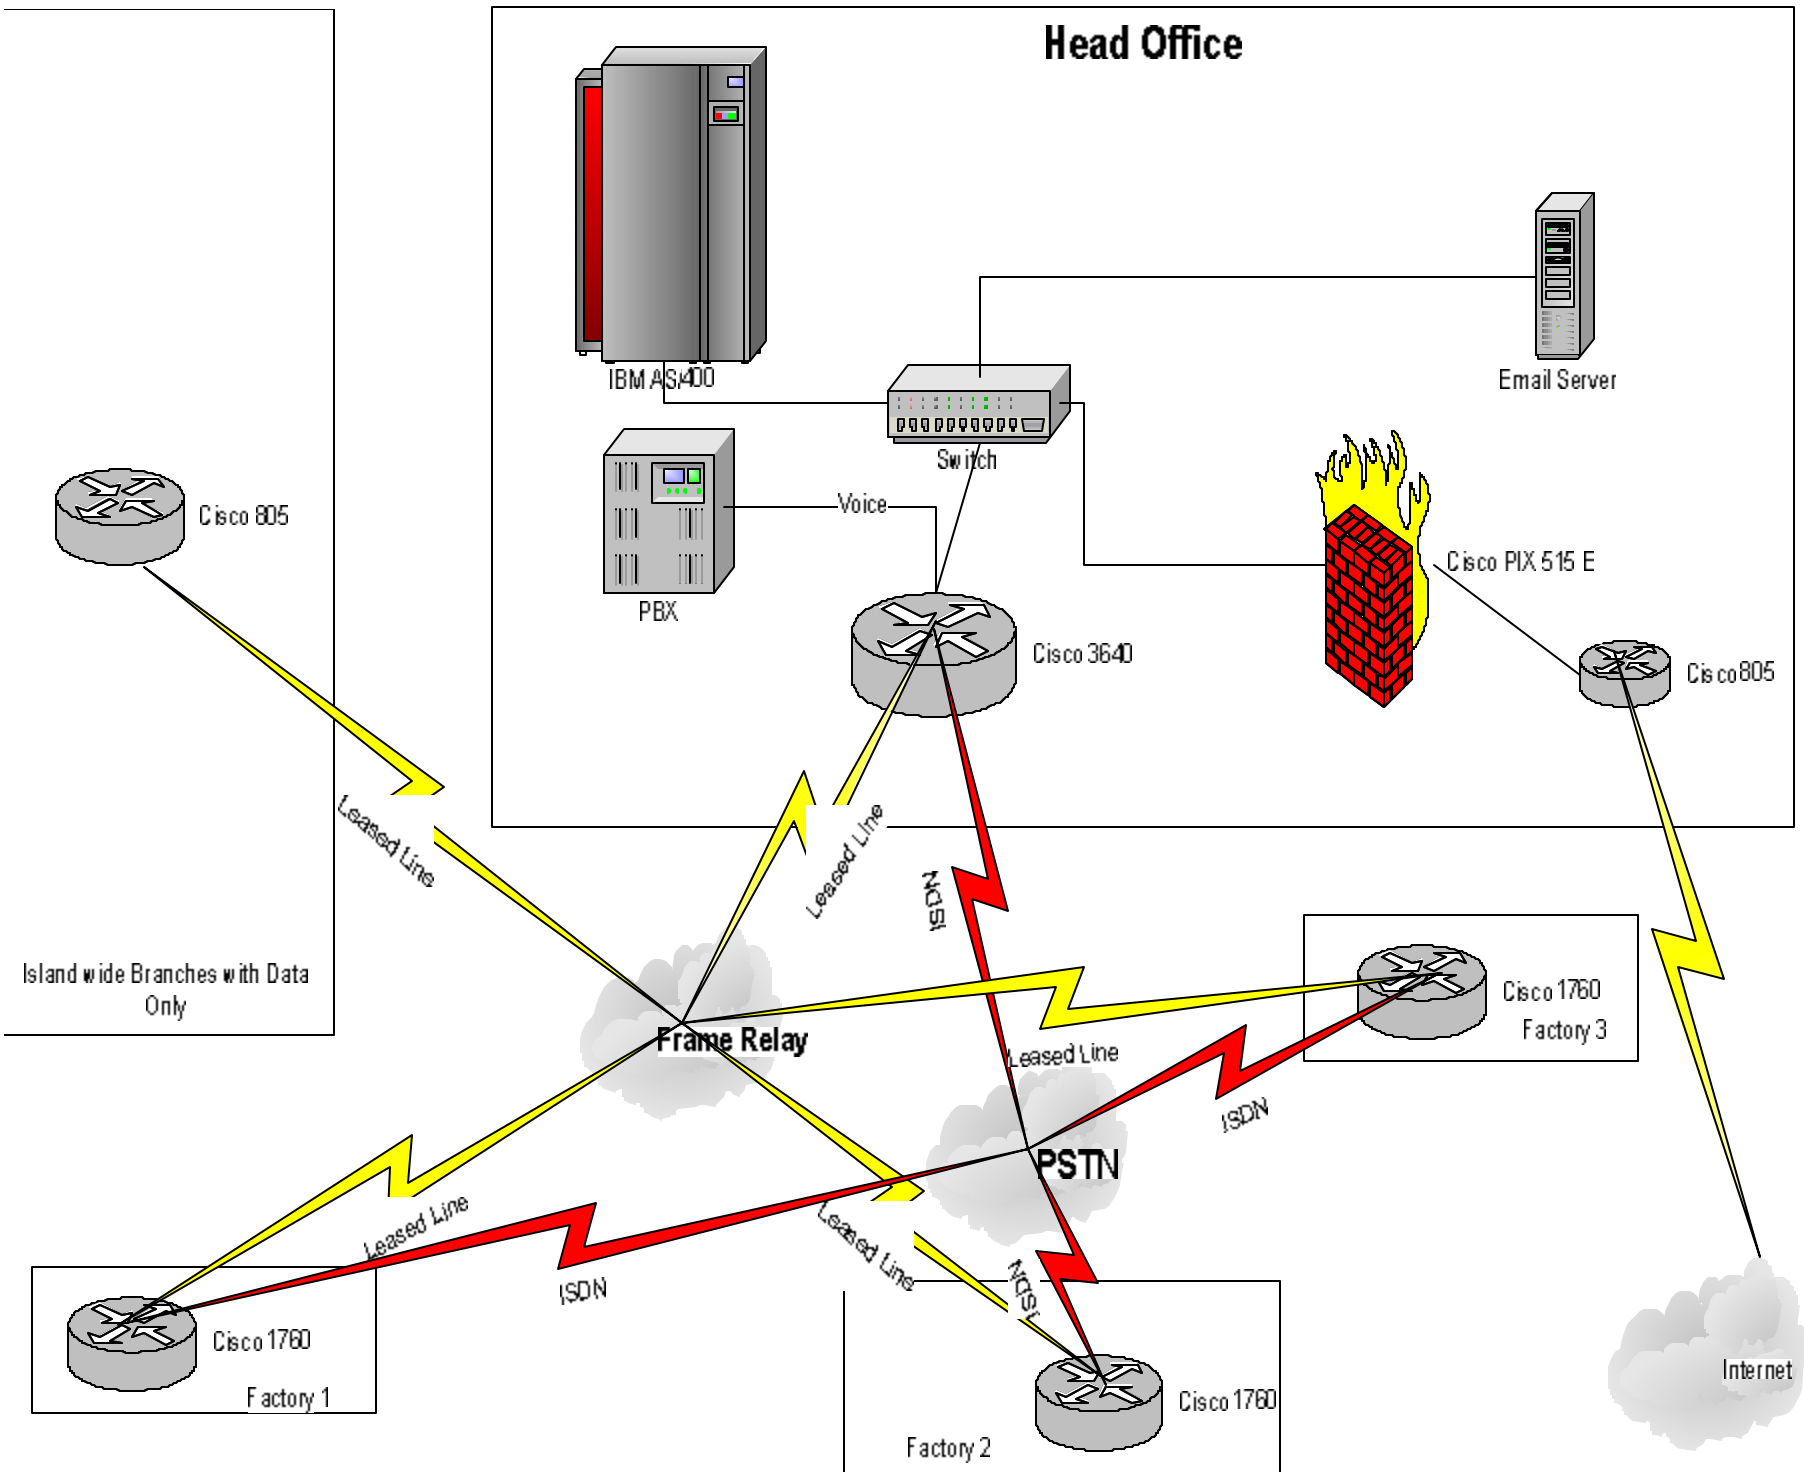 Head Office
IBM AS/400
Email Server
Switch
Cisco 805
Voice
Cisco PIX 515 E
PBX
Cisco 3640
Cisco 805
Leased Line
Leased Line
ISDN
Island wide Branches with Data
Only
Cisco 1760
Factory 3
Frame Relay
Leased Line
ISDN
PSTN
Leased Line
Leased Line
ISDN
ISDN
Cisco 1760
Factory 1
Cisco 1760
Factory 2
Internet